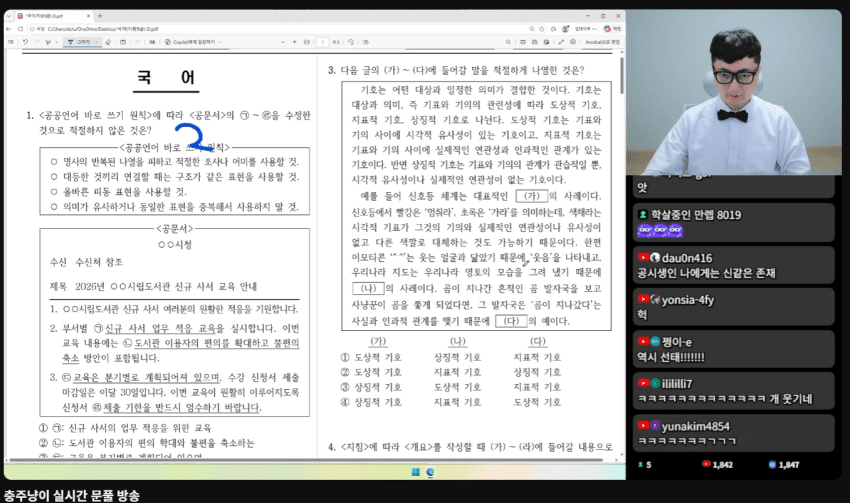 국 어
1. <공공언어 바로 쓰기 원칙>에 따라 <공문서>의 ㉠ ~ ㉣을 수정한
것으로 적절하지 않은 것은?
2
<공공언어 바로 쓰기 원칙>
○ 명사의 반복된 나열을 피하고 적정한 조사나 어미를 사용할 것.
○ 대등한 것끼리 연결할 때는 구조가 같은 표현을 사용할 것.
○ 올바른 피동 표현을 사용할 것.
○ 의미가 유사하거나 동일한 표현을 중복해서 사용하지 말 것.
<공문서>
○○시청
수신 수신처 참조
제목 2026년 ○○시립도서관 신규 사서 교육 안내
1. ○○시립도서관 신규 사서 여러분의 원활한 적응을 기원합니다.
2. 부서별 ㉠신규 사서 업무 적응 교육을 실시합니다. 이번
교육 내용에는 ㉡도서관 이용자의 편의를 확대하고 불편의
축소 방안이 포함됩니다.
3. ㉢교육은 분기별로 계획되어져 있으며, 수강 신청서 제출
마감일은 이달 30일입니다. 이번 교육이 원활히 이루어지도록
신청서 ㉣제출 기한을 반드시 엄수하기 바랍니다.
① ㉠: 신규 사서의 업무 적응을 위한 교육
② ㉡: 도서관 이용자의 편의 확대와 불편을 축소하는
3. 다음 글의 (가) ~ (다)에 들어갈 말을 적절하게 나열한 것은?
기호는 어떤 대상과 일정한 의미가 결합한 것이다. 기호는
대상과 의미, 즉 기표와 기의의 관련성에 따라 도상적 기호,
지표적 기호, 상징적 기호로 나뉜다. 도상적 기호는 기표와
기의 사이에 시각적 유사성이 있는 기호이고, 지표적 기호는
기표와 기의 사이에 실제적인 연관성과 인과적인 관계가 있는
기호이다. 반면 상징적 기호는 기표와 기의의 관계가 관습적일 뿐,
시각적 유사성이나 실제적인 연관성이 없는 기호이다.
예를 들어 신호등 체계는 대표적인 (가) 의 사례이다.
신호등에서 빨강은 '멈춰라', 초록은 '가라'를 의미하는데, 색채라는
시각적 기표가 그것의 기의와 실제적인 연관성이나 유사성이
없고 다른 색깔로 대체하는 것도 가능하기 때문이다. 한편
이모티콘 '^^'는 웃는 얼굴과 닮았기 때문에 '웃음'을 나타내고,
우리나라 지도는 우리나라 영토의 모습을 그려 냈기 때문에
(나) 의 사례이다. 곰이 지나간 흔적인 곰 발자국을 보고
사냥꾼이 곰을 쫓게 되었다면, 그 발자국은 '곰이 지나갔다'는
사실과 인과적 관계를 맺기 때문에 (다) 의 예이다.
(가) (나) (다)
① 도상적 기호 상징적 기호 지표적 기호
② 도상적 기호 지표적 기호 상징적 기호
③ 상징적 기호 도상적 기호 지표적 기호
④ 상징적 기호 지표적 기호 도상적 기호
4. <지침>에 따라 <개요>를 작성할 때 (가) ~ (라)에 들어갈 내용으로
앗
학살중인 만렙 8019
dau0n416
공시생인 나에게는 신같은 존재
yonsia-4fy
헉
쩡이-e
역시 선태!!!!!!!
ilililli7
ㅋㅋㅋㅋㅋㅋㅋㅋㅋㅋㅋㅋㅋ 개 웃기네
yunakim4854
ㅋㅋㅋㅋㅋㅋㅋㄱㄱㄱ
5 1,842 1,847
충주냥이 실시간 문풀 방송